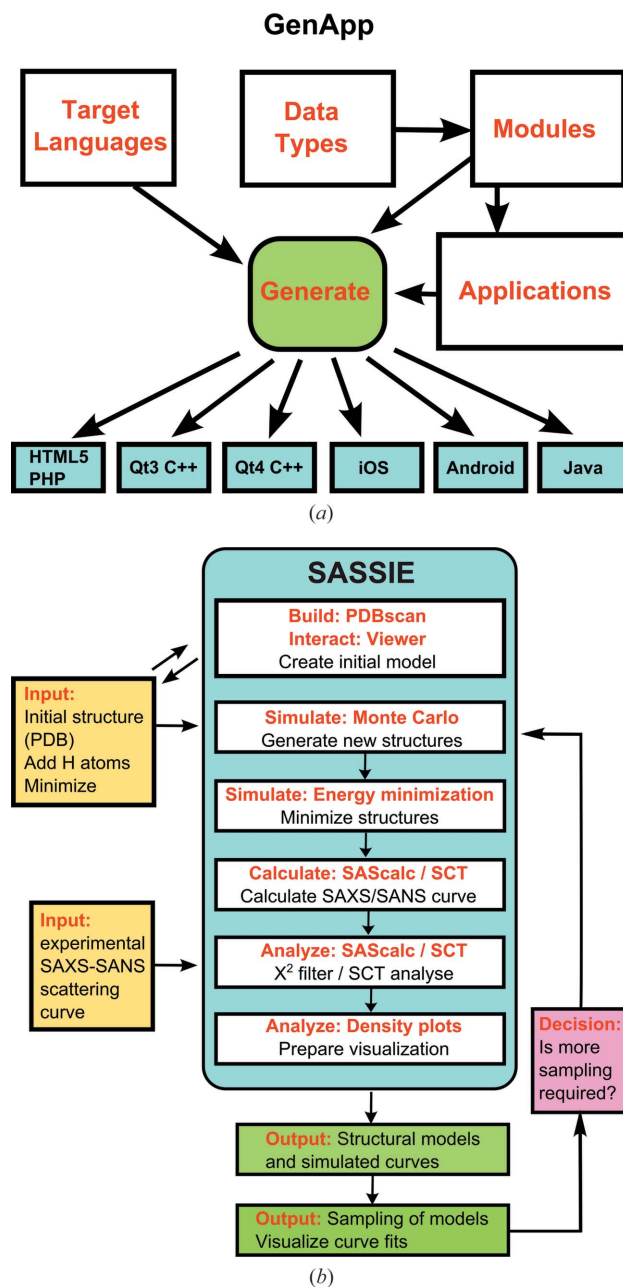 GenApp
Target
Languages
Data
Types
Modules
Generate
Applications
HTML5
PHP
Qt3 C++
Qt4 C++
iOS
Android
Java
(a)
SASSIE
Build: PDBscan
Interact: Viewer
Create initial model
Input:
Initial structure
(PDB)
Add H atoms
Minimize
Simulate: Monte Carlo
Generate new structures
Simulate: Energy minimization
Minimize structures
Calculate: SAScalc / SCT
Calculate SAXS/SANS curve
Input:
experimental
SAXS-SANS
scattering
curve
Analyze: SAScalc / SCT
X² filter / SCT analyse
Analyze: Density plots
Prepare visualization
Decision:
Is more
sampling
required?
Output: Structural models
and simulated curves
Output: Sampling of models
Visualize curve fits
(b)